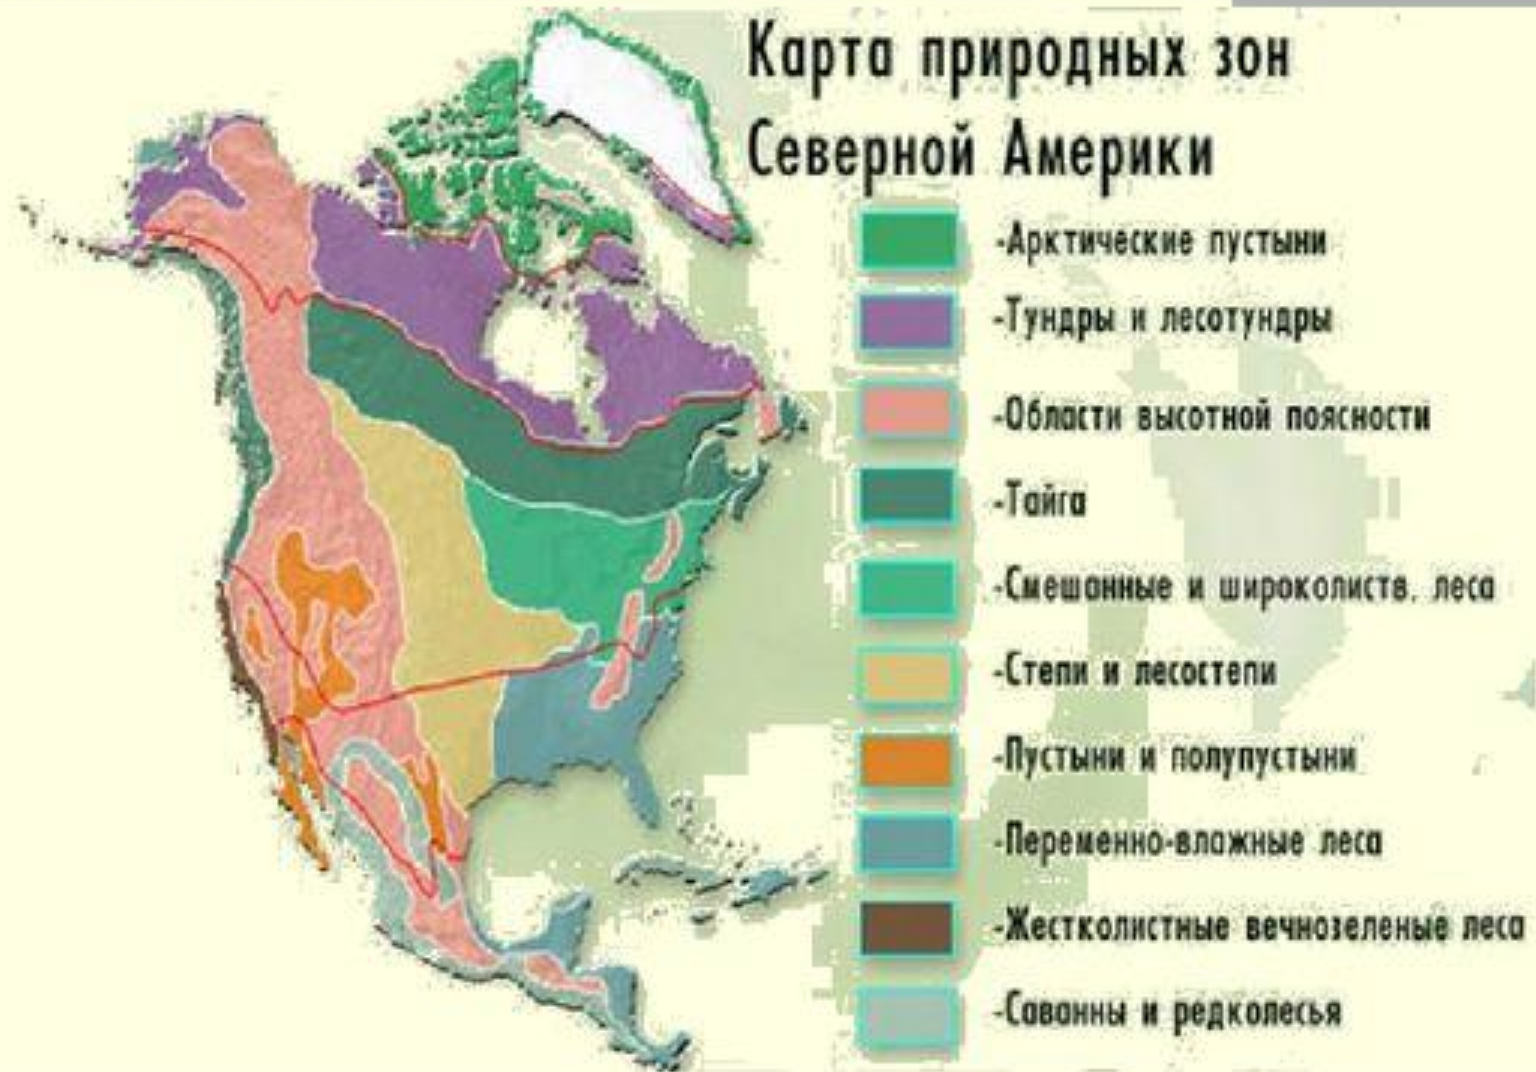 Карта природных зон
Северной Америки
-Арктические пустыни
-Тундры и лесотундры
-Области высотной поясности
-Тайга
-Смешанные и широколиств. леса
-Степи и лесостепи
-Пустыни и полупустыни
-Переменно-влажные леса
-Жестколистные вечнозеленые леса
-Саванны и редколесья